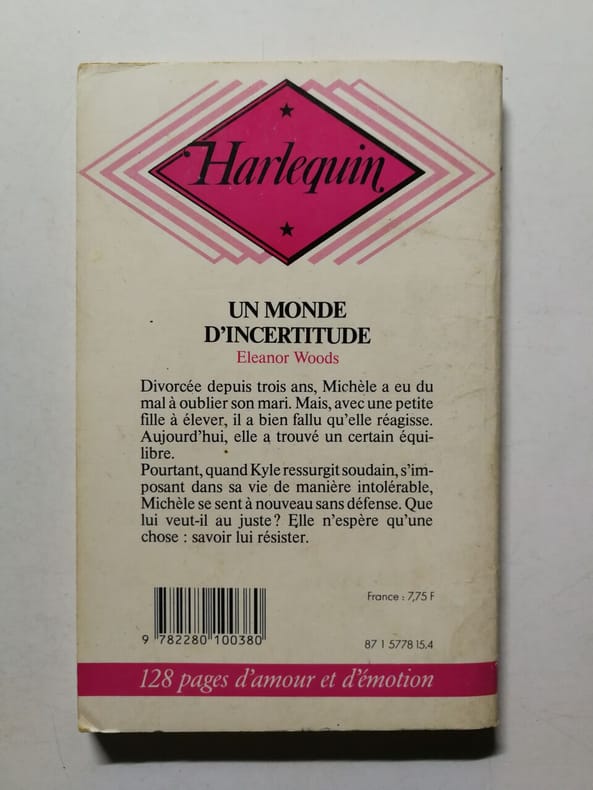 Harlequin
UN MONDE
D'INCERTITUDE
Eleanor Woods
Divorcée depuis trois ans, Michèle a eu du
mal à oublier son mari. Mais, avec une petite
fille à élever, il a bien fallu qu'elle réagisse.
Aujourd'hui, elle a trouvé un certain équi-
libre.
Pourtant, quand Kyle ressurgit soudain, s'im-
posant dans sa vie de manière intolérable,
Michèle se sent à nouveau sans défense. Que
lui veut-il au juste? Elle n'espère qu'une
chose : savoir lui résister.
France : 7,75 F
9 782280 100380
87 1 5778 15.4
128 pages d'amour et d'émotion